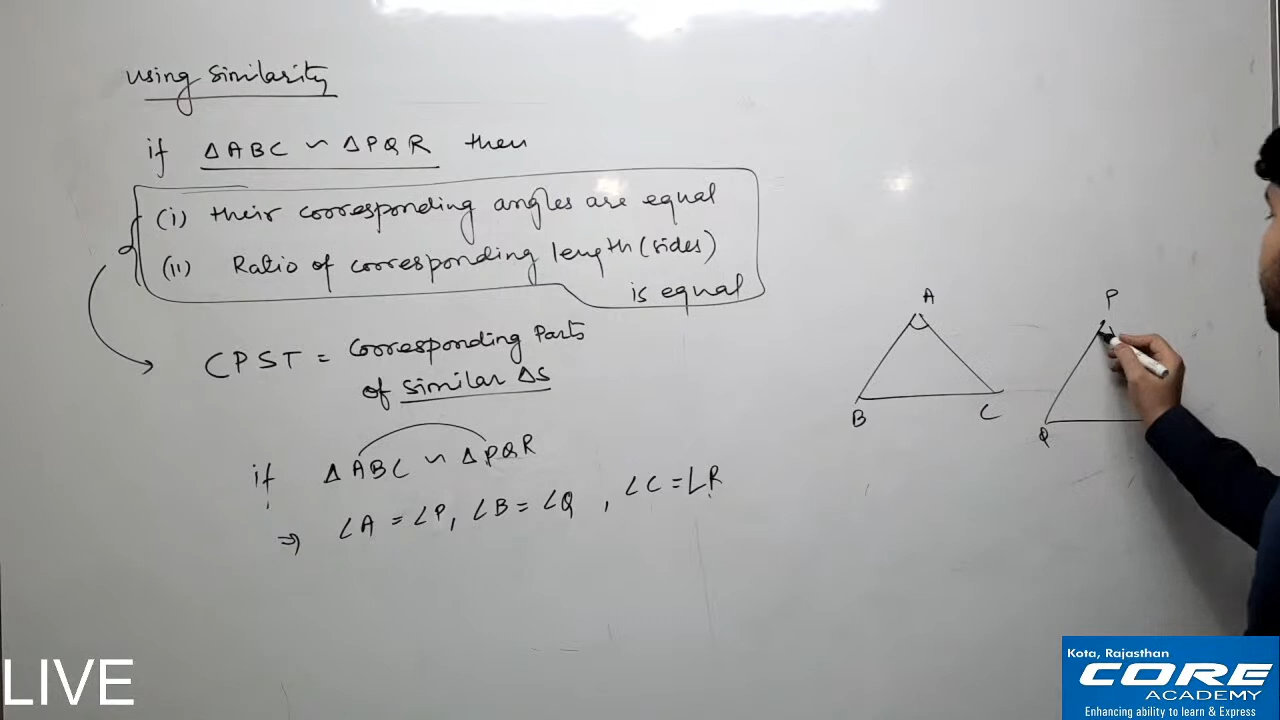 using Similarity
if ΔABC ~ ΔPQR then
(i) their corresponding angles are equal
(ii) Ratio of corresponding length (sides)
is equal
CPST = Corresponding Parts
of Similar Δs
if ΔABC ~ ΔPQR
⇒ ∠A = ∠P, ∠B = ∠Q, ∠C = ∠R
A
B
C
P
Q
LIVE
Kota, Rajasthan
CORE
ACADEMY
Enhancing ability to learn & Express